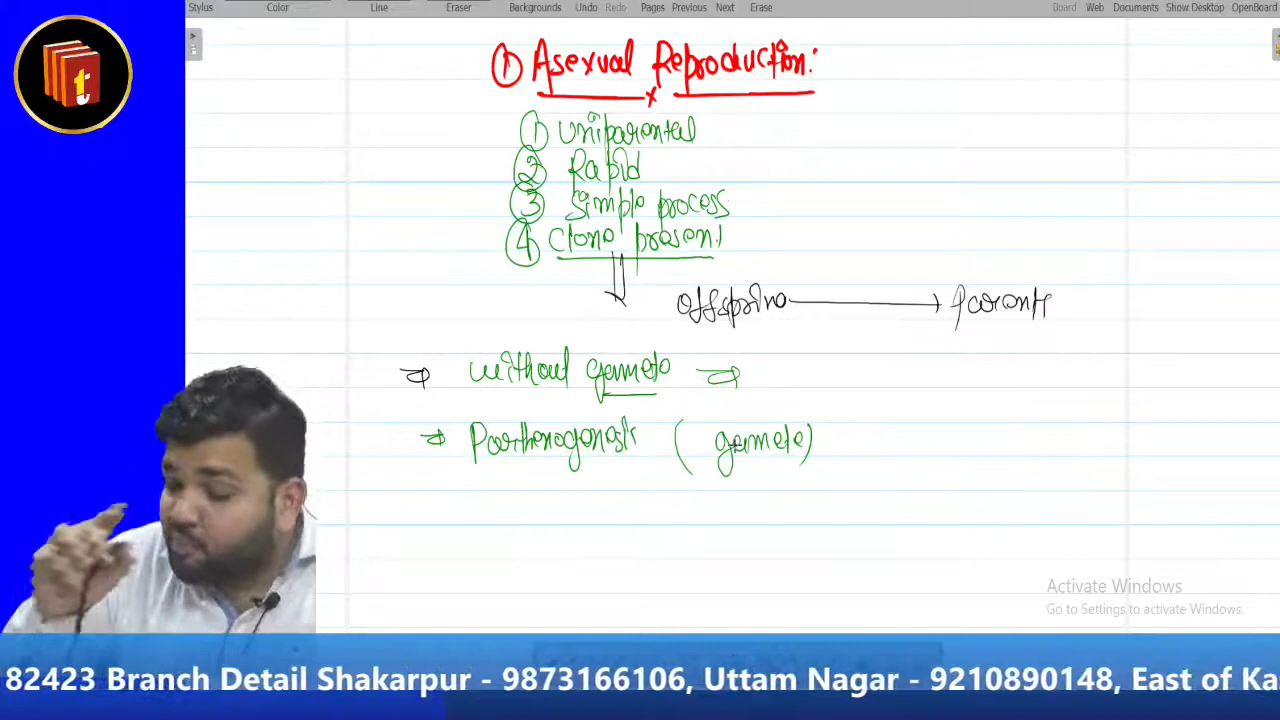 Stylus Color Line Eraser Backgrounds Undo Redo Pages Previous Next Erase Board Web Documents Show Desktop OpenBoard
t
① Asexual Reproduction:
① Uniparental
② Rapid
③ Simple process
④ Clone present
offspring → Parents
⇒ without gamete ⇒
⇒ Parthenogenesis ( gamete)
Activate Windows
Go to Settings to activate Windows.
82423 Branch Detail Shakarpur - 9873166106, Uttam Nagar - 9210890148, East of Ka